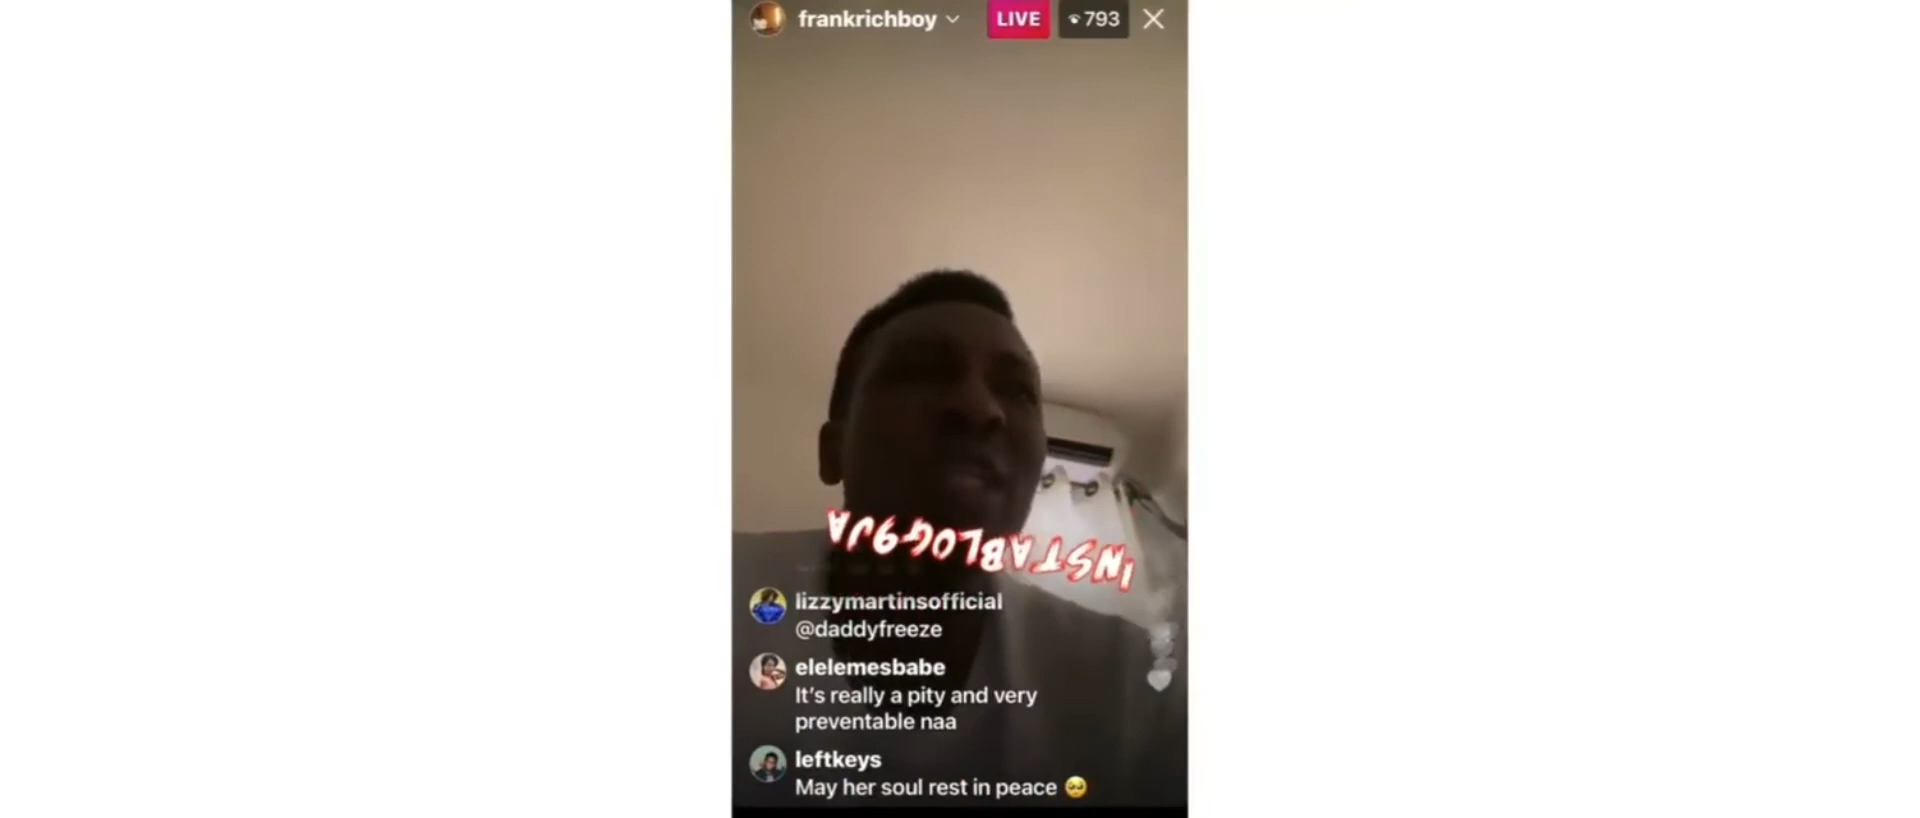 frankrichboy
LIVE
793
INSTABLOG9JA
lizzymartinsofficial
@daddyfreeze
elelemesbabe
It's really a pity and very
preventable naa
leftkeys
May her soul rest in peace 🥺